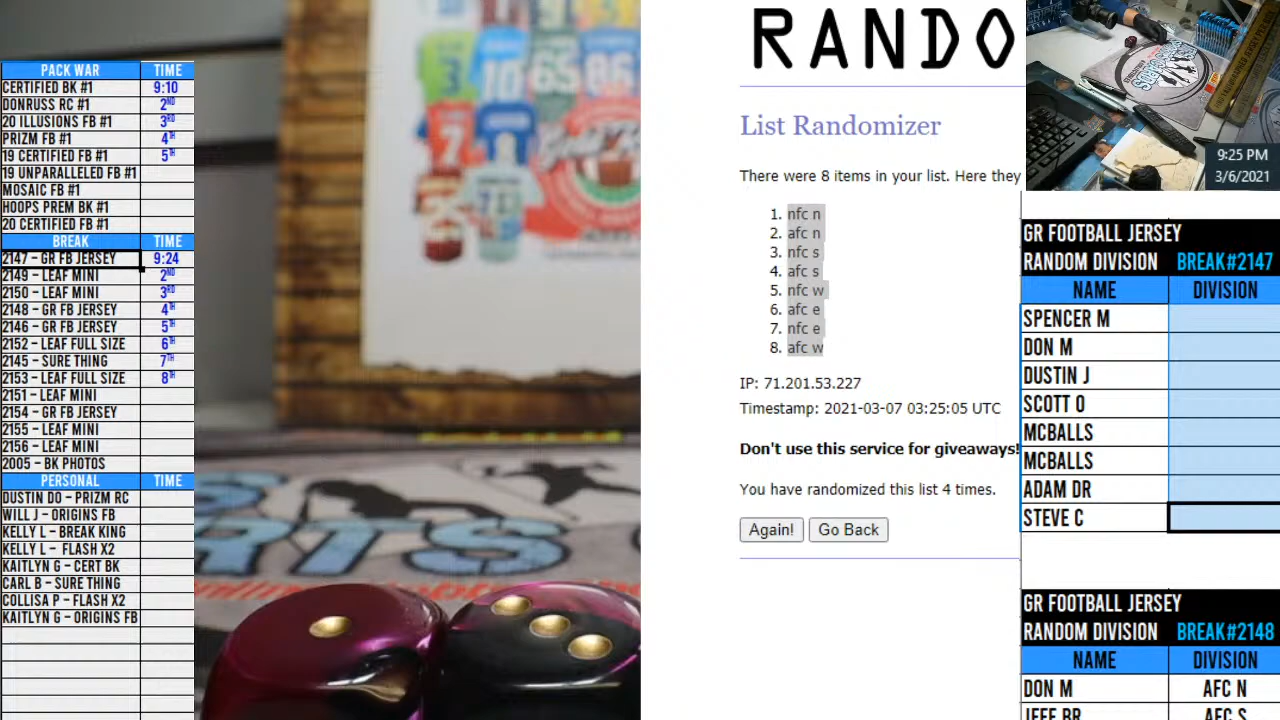 PACK WAR TIME
CERTIFIED BK #1 9:10
DONRUSS RC #1 2ND
20 ILLUSIONS FB #1 3RD
PRIZM FB #1 4TH
19 CERTIFIED FB #1 5TH
19 UNPARALLELED FB #1
MOSAIC FB #1
HOOPS PREM BK #1
20 CERTIFIED FB #1
BREAK TIME
2147 - GR FB JERSEY 9:24
2149 - LEAF MINI 2ND
2150 - LEAF MINI 3RD
2148 - GR FB JERSEY 4TH
2146 - GR FB JERSEY 5TH
2152 - LEAF FULL SIZE 6TH
2145 - SURE THING 7TH
2153 - LEAF FULL SIZE 8TH
2151 - LEAF MINI
2154 - GR FB JERSEY
2155 - LEAF MINI
2156 - LEAF MINI
2005 - BK PHOTOS
PERSONAL TIME
DUSTIN DO - PRIZM RC
WILL J - ORIGINS FB
KELLY L - BREAK KING
KELLY L - FLASH X2
KAITLYN G - CERT BK
CARL B - SURE THING
COLLISA P - FLASH X2
KAITLYN G - ORIGINS FB
RANDO
List Randomizer
There were 8 items in your list. Here they
1. nfc n
2. afc n
3. nfc s
4. afc s
5. nfc w
6. afc e
7. nfc e
8. afc w
IP: 71.201.53.227
Timestamp: 2021-03-07 03:25:05 UTC
Don't use this service for giveaways!
You have randomized this list 4 times.
Again! Go Back
9:25 PM
3/6/2021
GR FOOTBALL JERSEY
RANDOM DIVISION BREAK#2147
NAME DIVISION
SPENCER M
DON M
DUSTIN J
SCOTT O
MCBALLS
MCBALLS
ADAM DR
STEVE C
GR FOOTBALL JERSEY
RANDOM DIVISION BREAK#2148
NAME DIVISION
DON M AFC N
JEFF BR AFC S